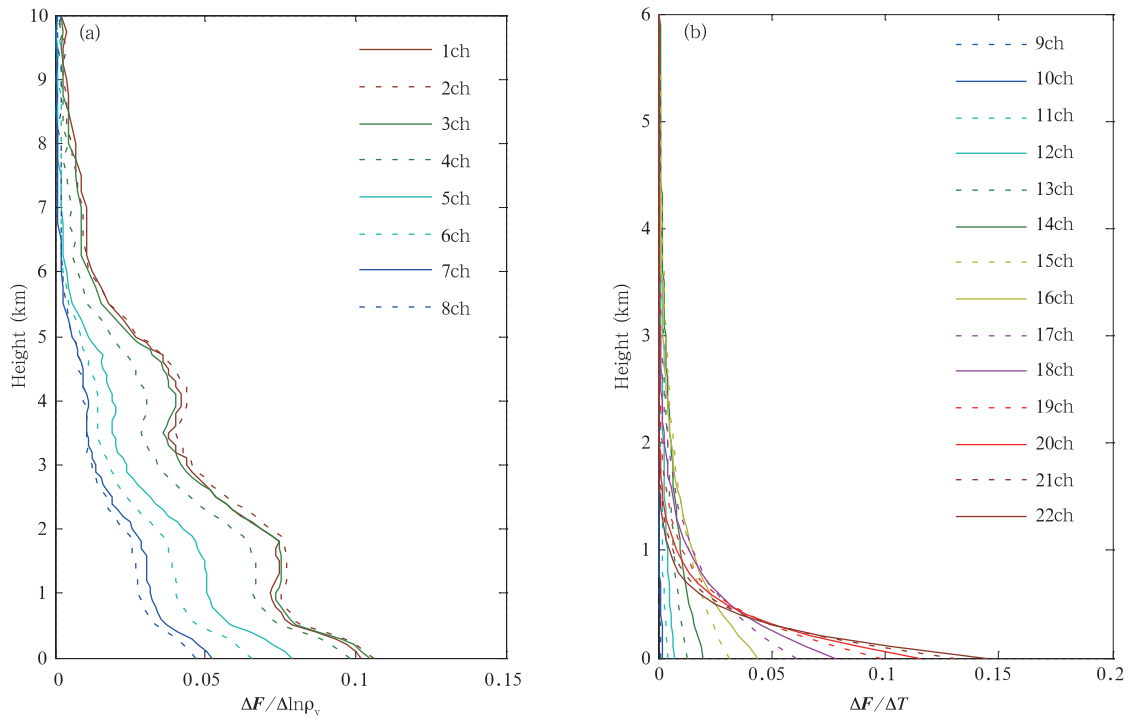 (a)
10
9
8
7
6
5
4
3
2
1
0
Height (km)
1ch
2ch
3ch
4ch
5ch
6ch
7ch
8ch
0
0.05
0.1
0.15
ΔF/Δlnρv
(b)
6
5
4
3
2
1
0
Height (km)
9ch
10ch
11ch
12ch
13ch
14ch
15ch
16ch
17ch
18ch
19ch
20ch
21ch
22ch
0
0.05
0.1
0.15
0.2
ΔF/ΔT